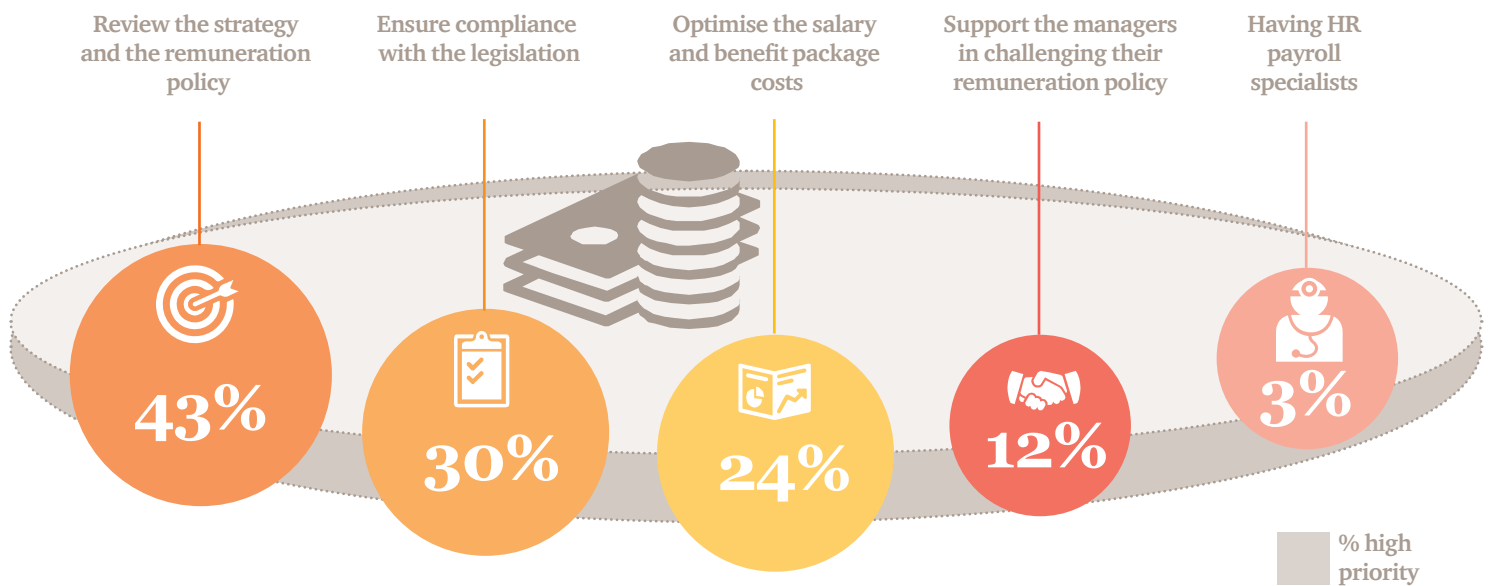 Review the strategy
and the remuneration
policy
Ensure compliance
with the legislation
Optimise the salary
and benefit package
costs
Support the managers
in challenging their
remuneration policy
Having HR
payroll
specialists
43%
30%
24%
12%
3%
% high
priority